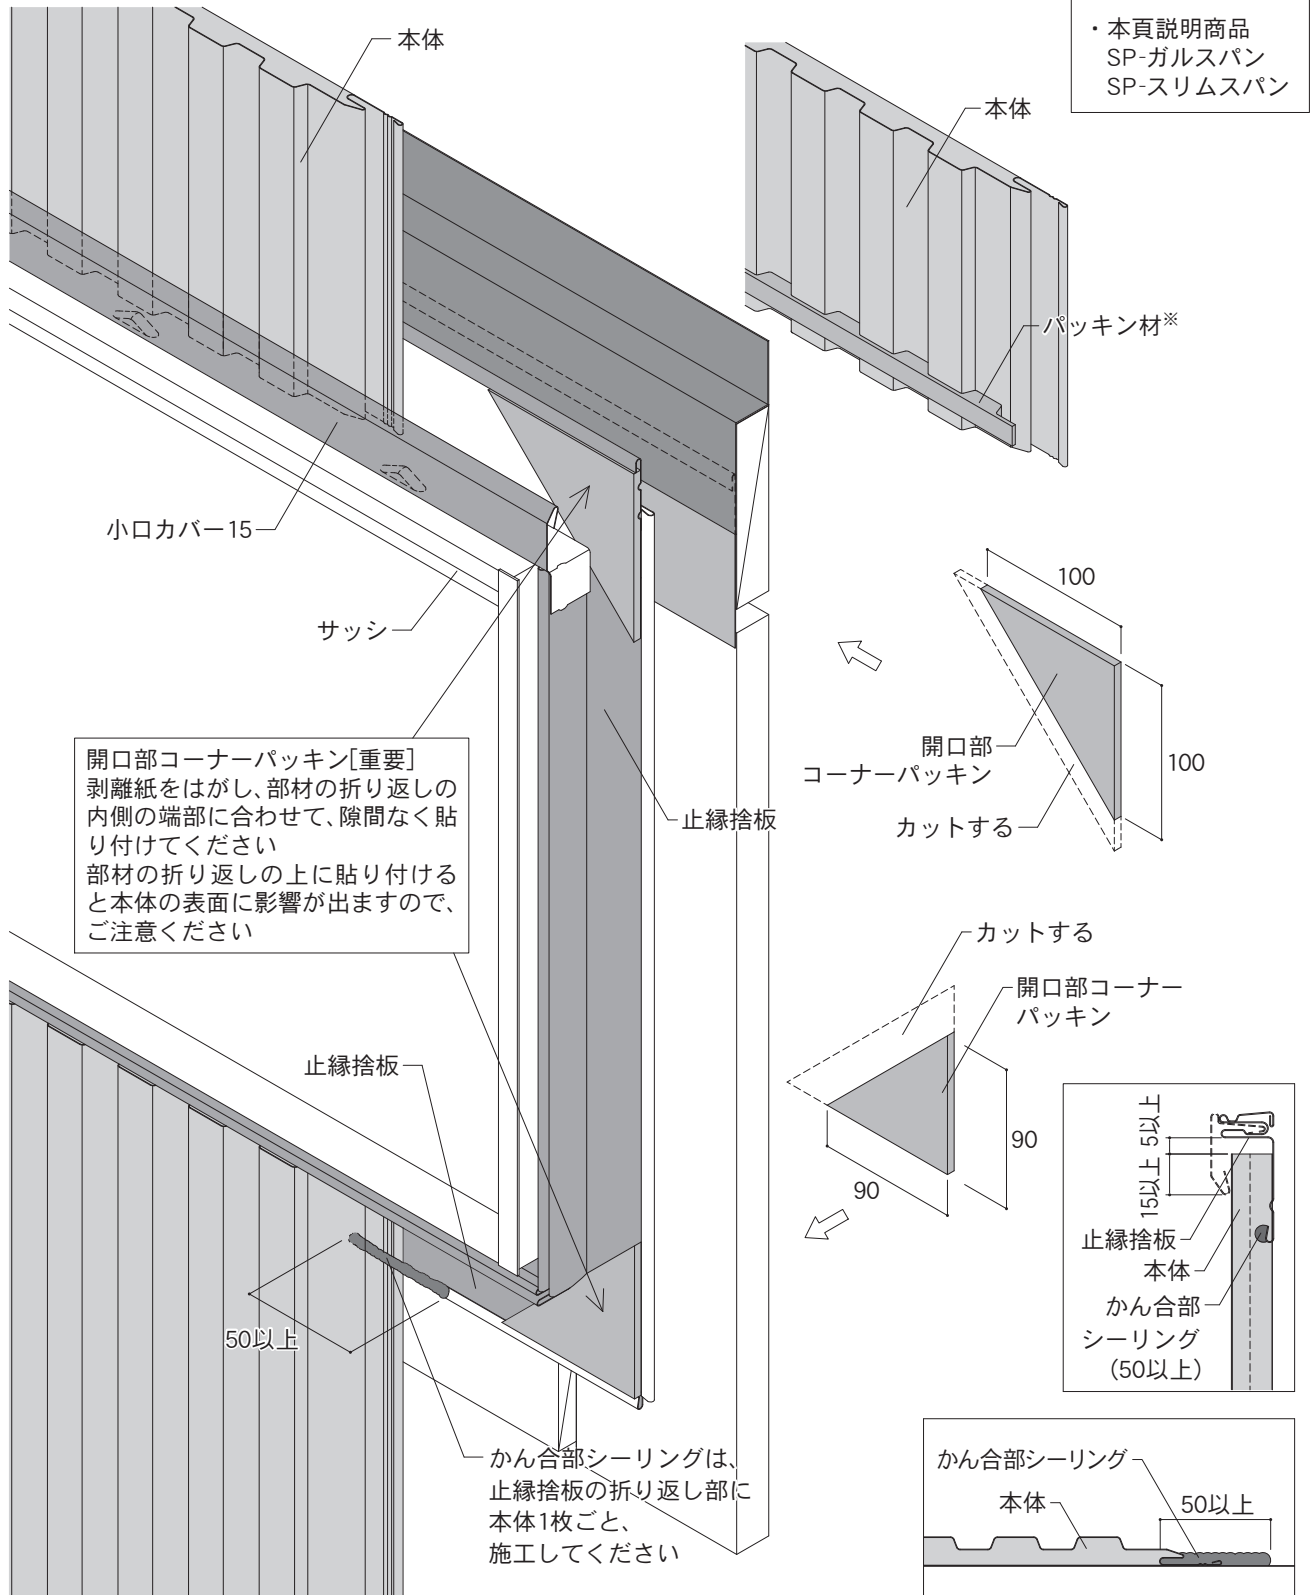 ・本頁説明商品
SP-ガルスパン
SP-スリムスパン
本体
本体
パッキン材※
小口カバー15
サッシ
100
100
開口部
コーナーパッキン
カットする
開口部コーナーパッキン[重要]
剥離紙をはがし、部材の折り返しの
内側の端部に合わせて、隙間なく貼
り付けてください
部材の折り返しの上に貼り付ける
と本体の表面に影響が出ますので、
ご注意ください
止縁捨板
カットする
開口部コーナー
パッキン
90
90
止縁捨板
50以上
かん合部シーリングは、
止縁捨板の折り返し部に
本体1枚ごと、
施工してください
5以上
15以上
止縁捨板
本体
かん合部
シーリング
(50以上)
かん合部シーリング
本体
50以上